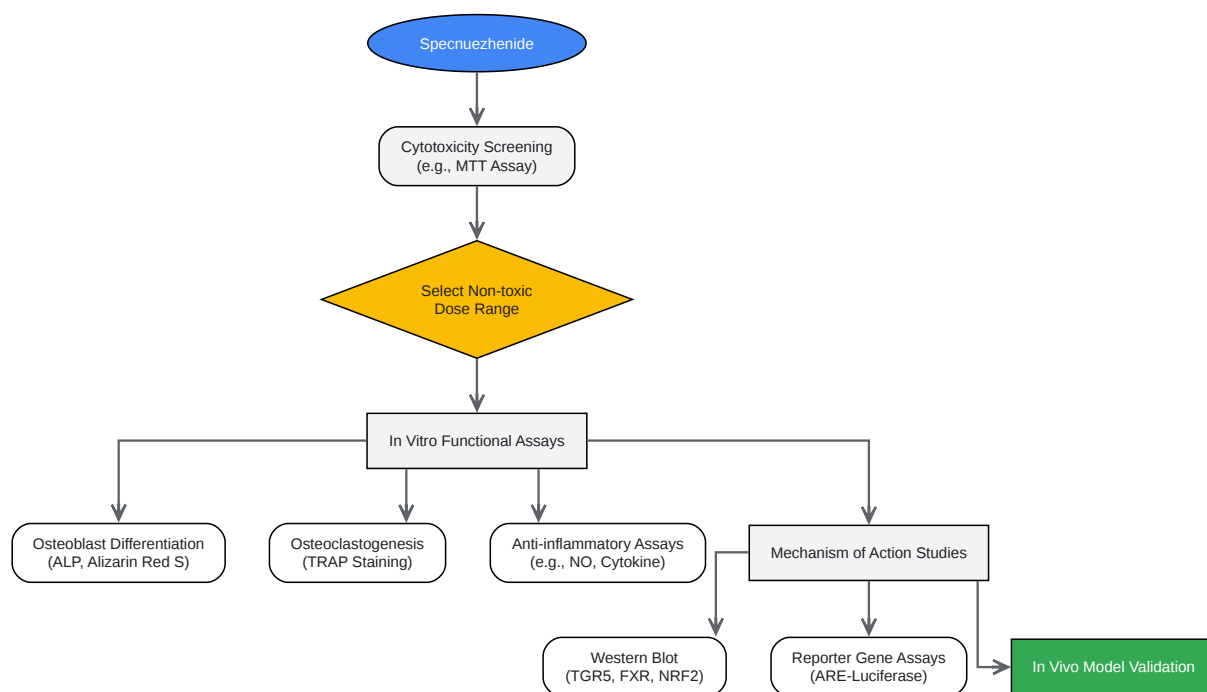 Specnuezhenide
Cytotoxicity Screening
(e.g., MTT Assay)
Select Non-toxic
Dose Range
In Vitro Functional Assays
Osteoblast Differentiation
(ALP, Alizarin Red S)
Osteoclastogenesis
(TRAP Staining)
Anti-inflammatory Assays
(e.g., NO, Cytokine)
Mechanism of Action Studies
Western Blot
(TGR5, FXR, NRF2)
Reporter Gene Assays
(ARE-Luciferase)
In Vivo Model Validation